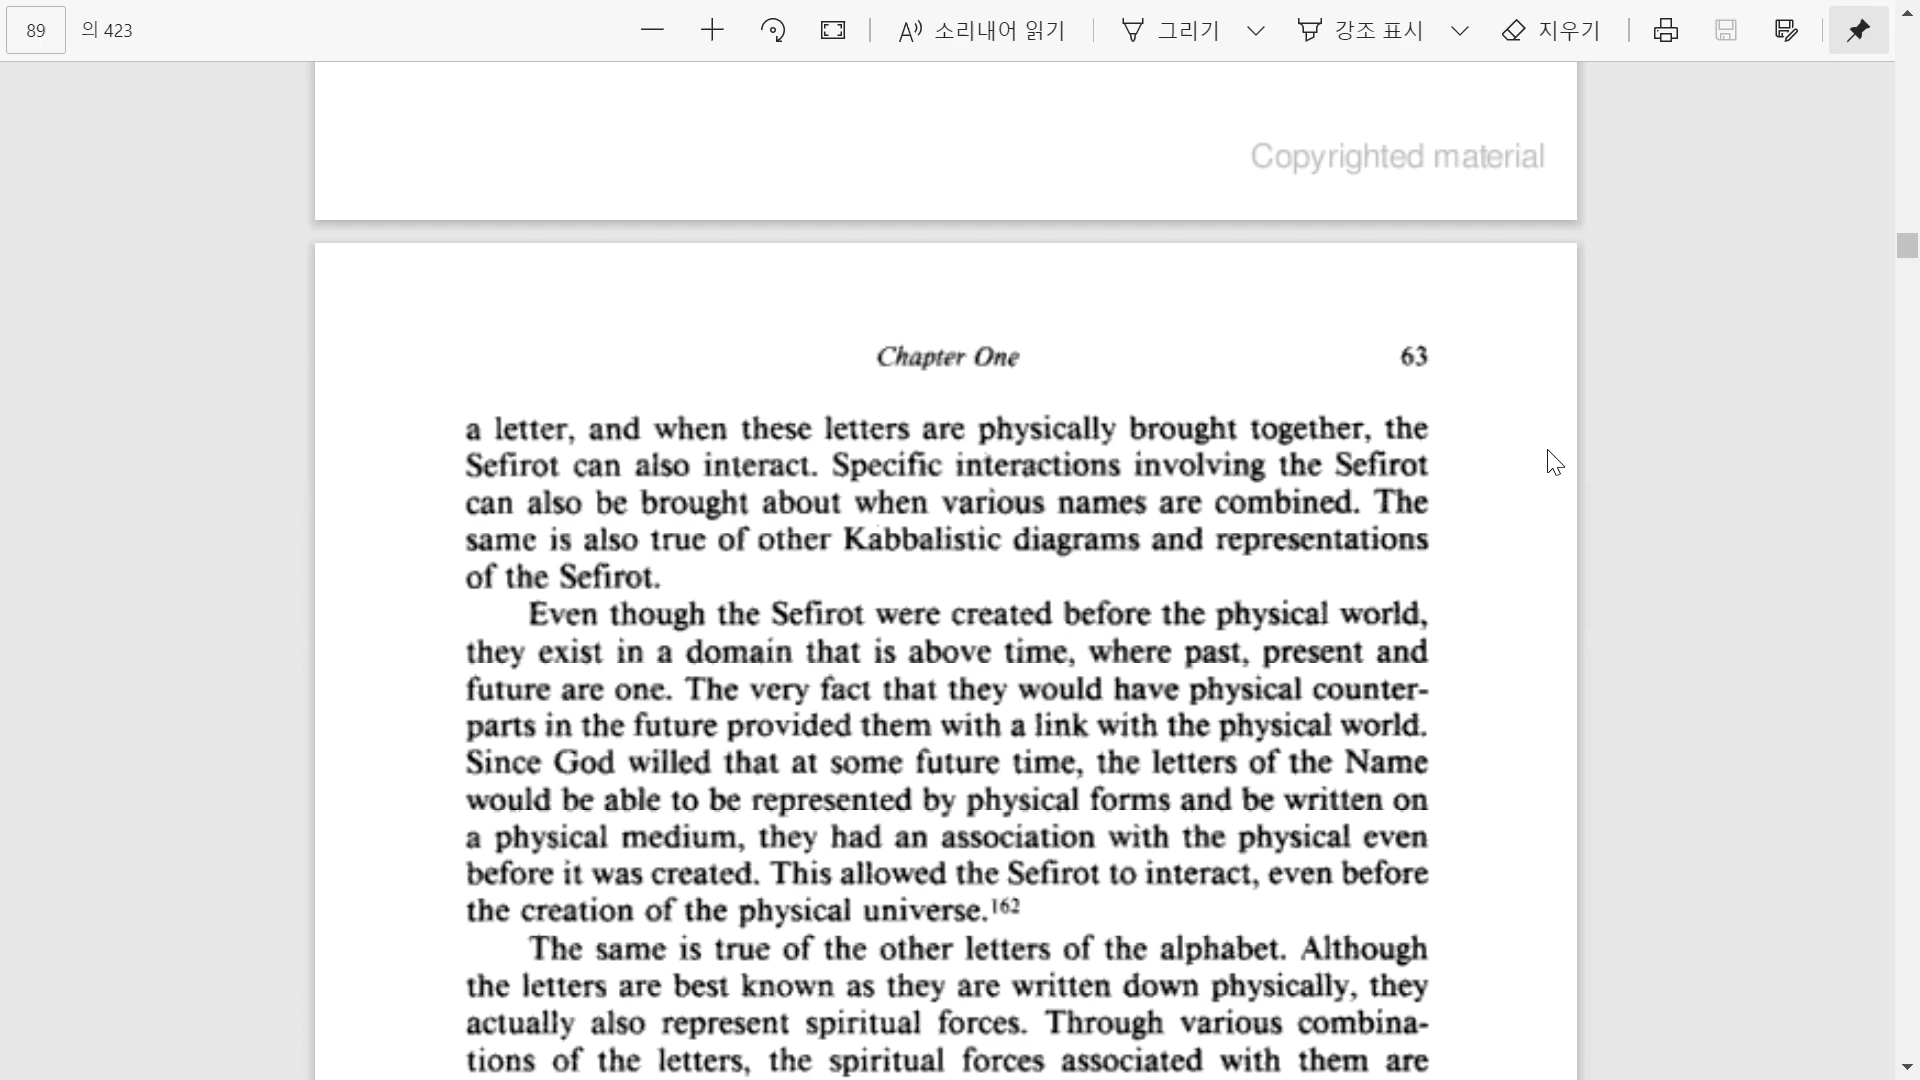 89 의 423 소리내어 읽기 그리기 강조 표시 지우기
Copyrighted material
Chapter One 63
a letter, and when these letters are physically brought together, the
Sefirot can also interact. Specific interactions involving the Sefirot
can also be brought about when various names are combined. The
same is also true of other Kabbalistic diagrams and representations
of the Sefirot.
Even though the Sefirot were created before the physical world,
they exist in a domain that is above time, where past, present and
future are one. The very fact that they would have physical counter-
parts in the future provided them with a link with the physical world.
Since God willed that at some future time, the letters of the Name
would be able to be represented by physical forms and be written on
a physical medium, they had an association with the physical even
before it was created. This allowed the Sefirot to interact, even before
the creation of the physical universe.162
The same is true of the other letters of the alphabet. Although
the letters are best known as they are written down physically, they
actually also represent spiritual forces. Through various combina-
tions of the letters, the spiritual forces associated with them are